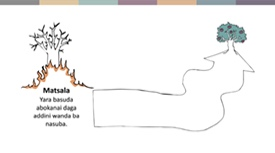 Matsala
Yara basuda
abokanai daga
addini wanda ba
nasuba.